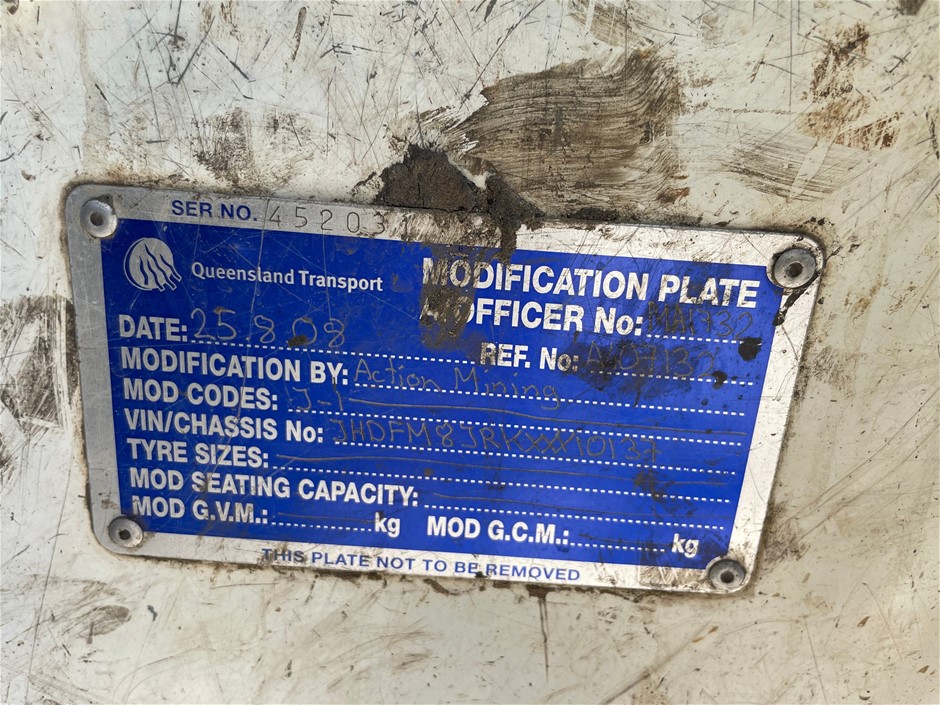 SER NO. 45203
Queensland Transport
MODIFICATION PLATE
OFFICER No:
DATE: 25.8.08
REF. No:
MODIFICATION BY: Action Mining
MOD CODES: J-1
VIN/CHASSIS No: JHDFM8JRKXXX10137
TYRE SIZES:
MOD SEATING CAPACITY:
MOD G.V.M.: kg MOD G.C.M.: kg
THIS PLATE NOT TO BE REMOVED